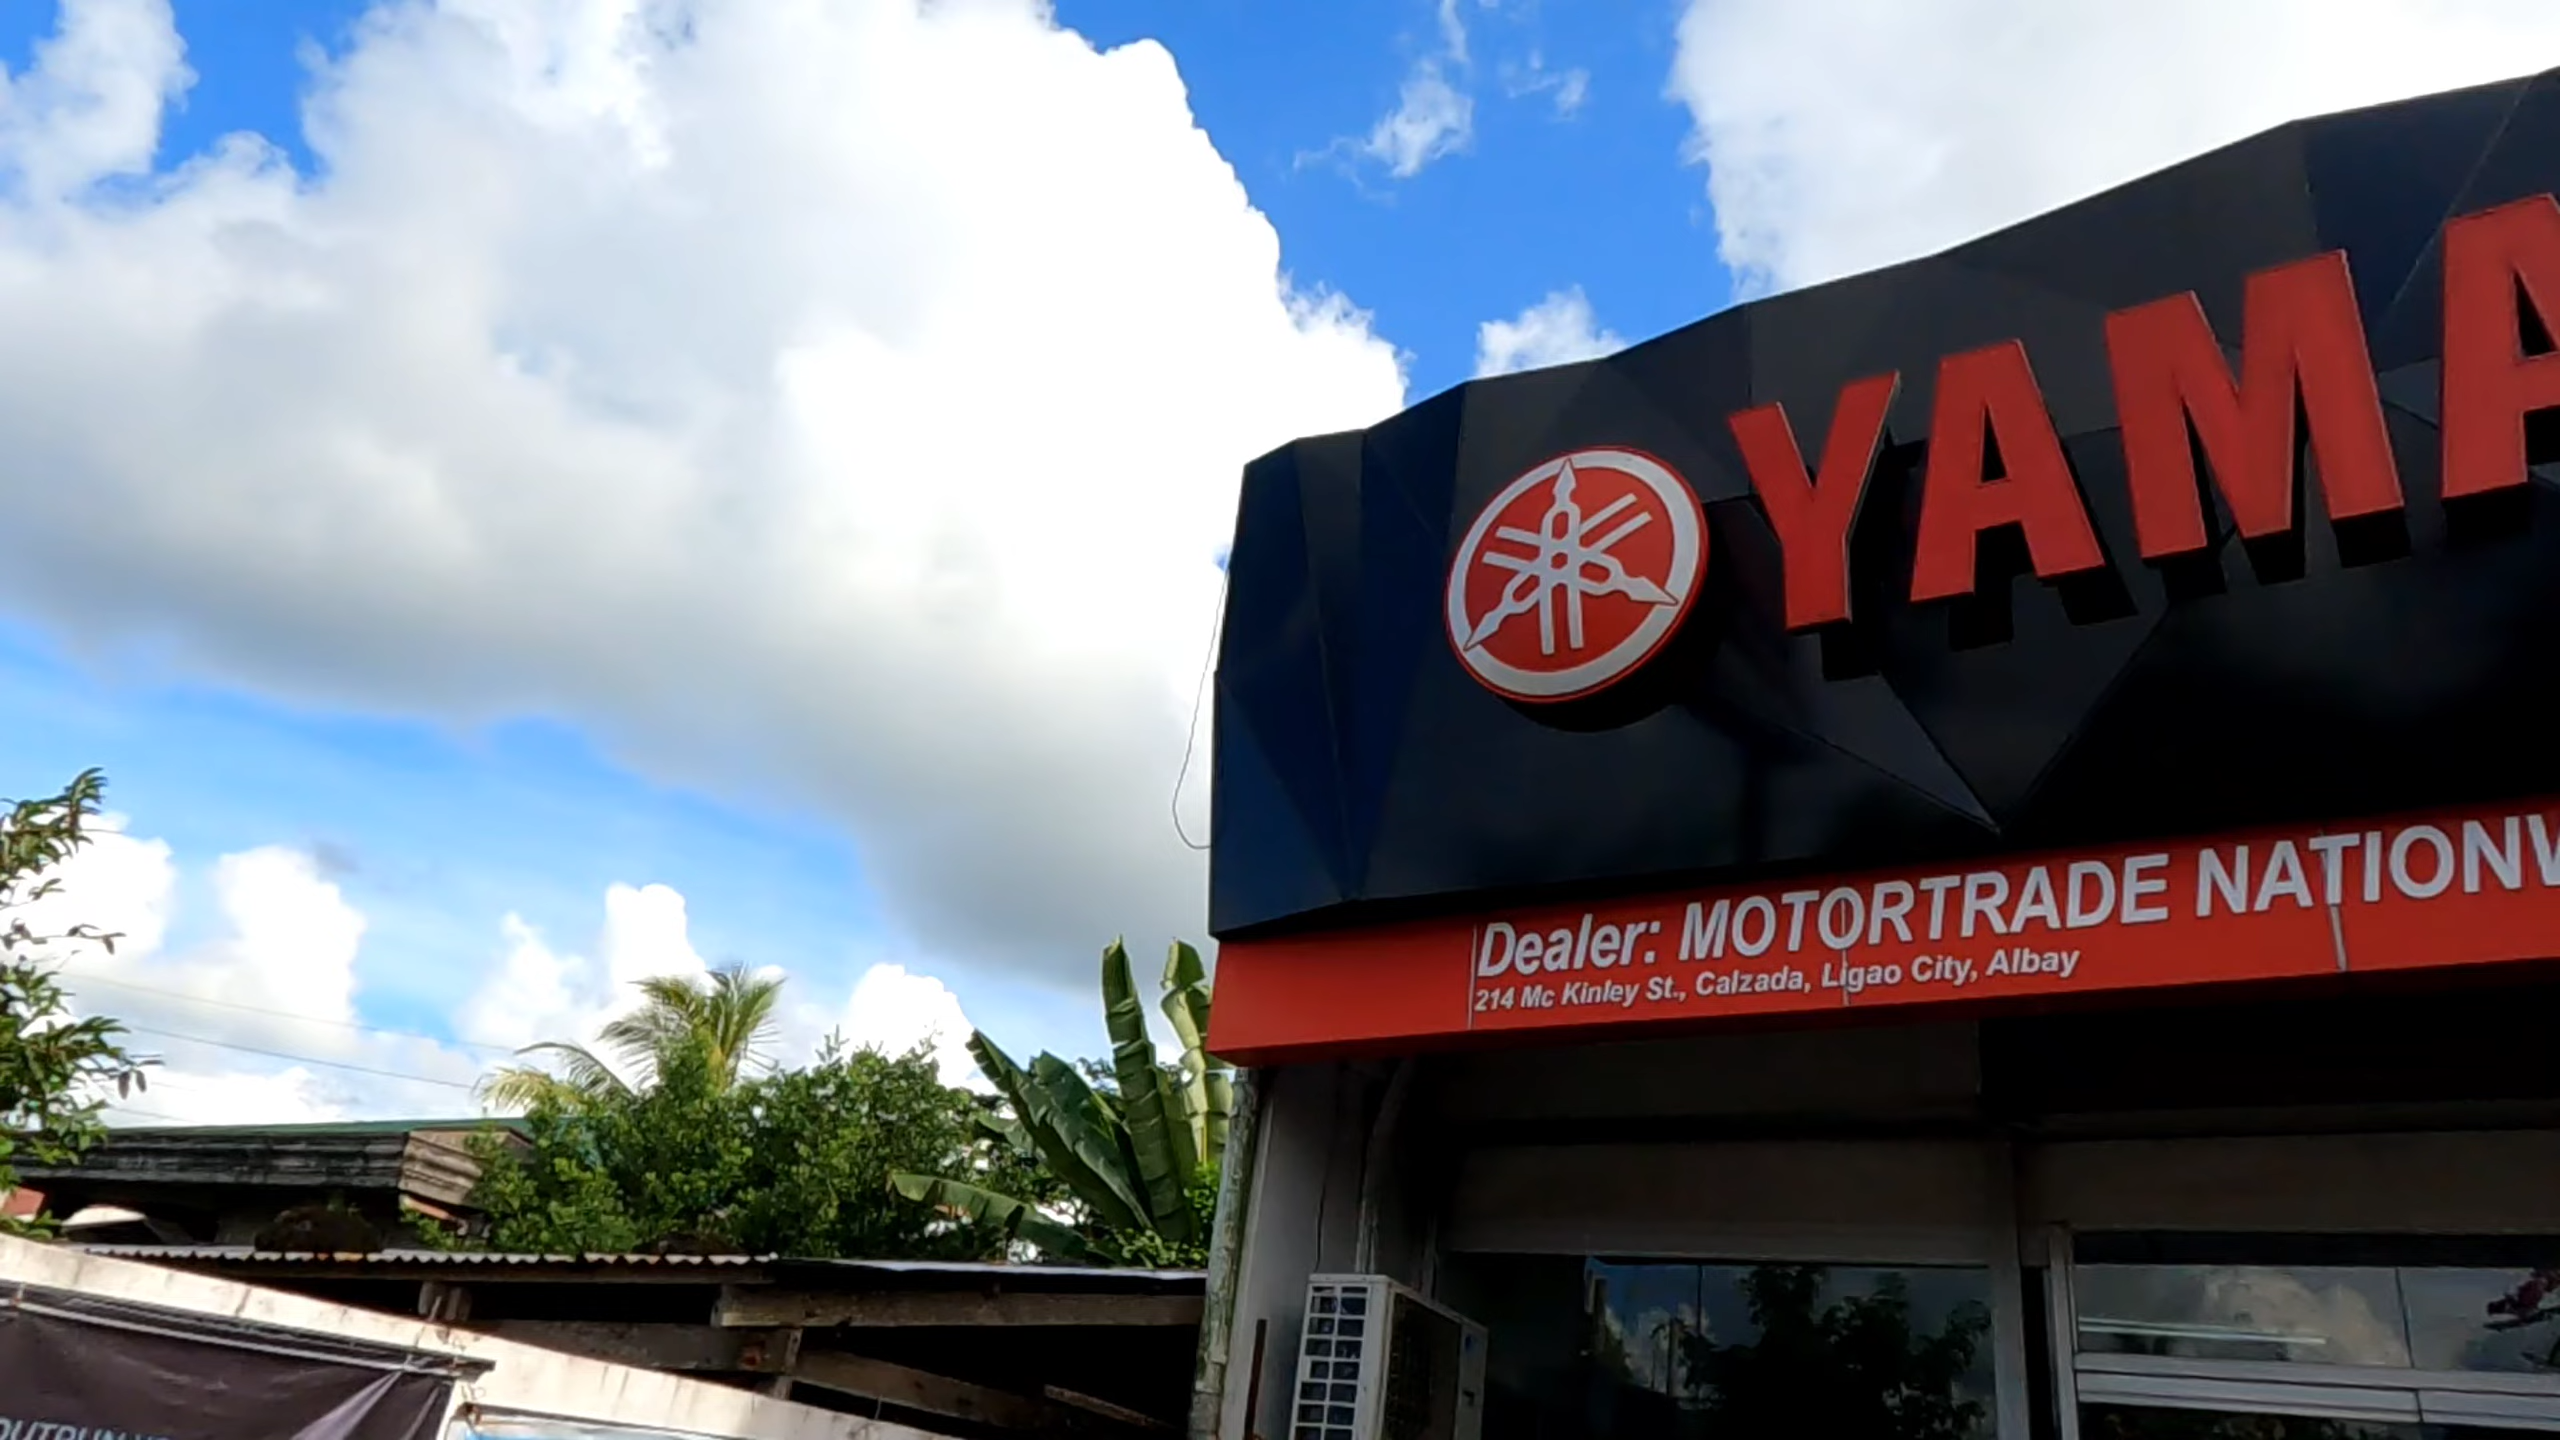 YAMA
Dealer: MOTORTRADE NATIONW
214 Mc Kinley St., Calzada, Ligao City, Albay